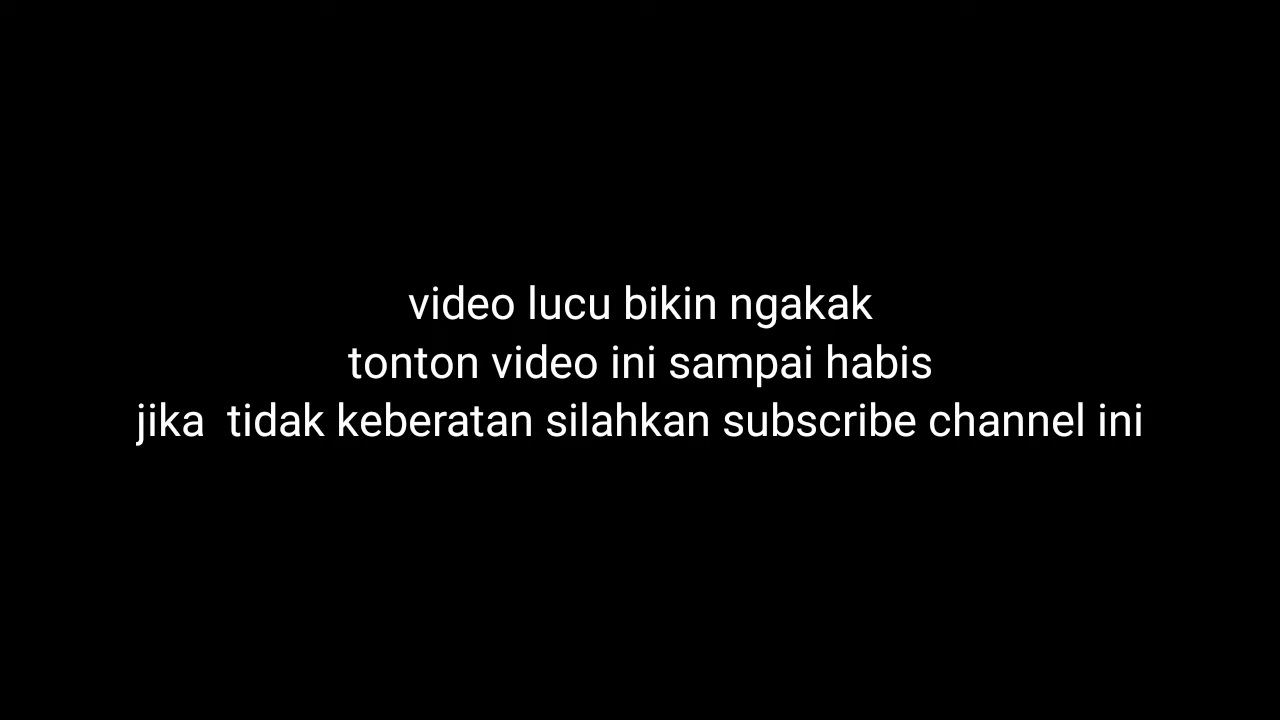 video lucu bikin ngakak
tonton video ini sampai habis
jika  tidak keberatan silahkan subscribe channel ini